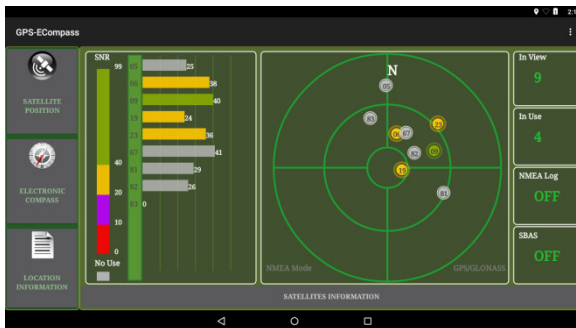 GPS-ECompass
SATELLITE
POSITION
ELECTRONIC
COMPASS
LOCATION
INFORMATION
SNR
99
40
20
10
0
No Use
05 25
06 38
09 40
19 24
23 36
67 41
81 29
82 26
83 0
N
05
83
23
06
67
82
09
19
81
NMEA Mode
GPS/GLONASS
SATELLITES INFORMATION
In View
9
In Use
4
NMEA Log
OFF
SBAS
OFF